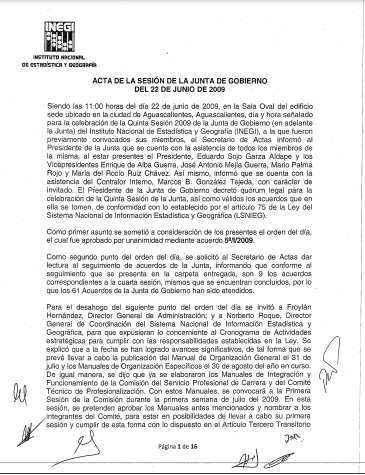 INEGI
INSTITUTO NACIONAL
DE ESTADÍSTICA Y GEOGRAFÍA
ACTA DE LA SESIÓN DE LA JUNTA DE GOBIERNO
DEL 22 DE JUNIO DE 2009
Siendo las 11:00 horas del día 22 de junio de 2009, en la Sala Oval del edificio
sede ubicado en la ciudad de Aguascalientes, Aguascalientes, día y hora señalado
para la celebración de la Quinta Sesión 2009 de la Junta de Gobierno (en adelante
la Junta) del Instituto Nacional de Estadística y Geografía (INEGI), a la que fueron
previamente convocados sus miembros, el Secretario de Actas informó al
Presidente de la Junta que se cuenta con la asistencia de todos los miembros de
la misma, al estar presentes el Presidente, Eduardo Sojo Garza Aldape y los
Vicepresidentes Enrique de Alba Guerra, José Antonio Mejía Guerra, Mario Palma
Rojo y María del Rocío Ruiz Chávez. Así mismo, informó que se cuenta con la
asistencia del Contralor Interno, Marcos B. González Tejeda, con carácter de
invitado. El Presidente de la Junta de Gobierno decretó quórum legal para la
celebración de la Quinta Sesión de la Junta, así como válidos los acuerdos que en
ella se tomen, de conformidad con lo establecido por el artículo 75 de la Ley del
Sistema Nacional de Información Estadística y Geográfica (LSNIEG).
Como primer asunto se sometió a consideración de los presentes el orden del día,
el cual fue aprobado por unanimidad mediante acuerdo 5ª/I/2009.
Como segundo punto del orden del día, se solicitó al Secretario de Actas dar
lectura al seguimiento de acuerdos de la Junta, informando que conforme al
seguimiento que se presenta en la carpeta entregada, son 9 los acuerdos
correspondientes a la cuarta sesión, mismos que se encuentran concluidos, por lo
que los 61 Acuerdos de la Junta de Gobierno han sido atendidos.
Para el desahogo del siguiente punto del orden del día se invitó a Froylán
Hernández, Director General de Administración; y a Norberto Roque, Director
General de Coordinación del Sistema Nacional de Información Estadística y
Geográfica, para que expusieran lo concerniente al Cronograma de Actividades
estratégicas para cumplir con las responsabilidades establecidas en la Ley. Se
explicó que a la fecha se han logrado avances significativos, de tal forma que se
prevé llevar a cabo la publicación del Manual de Organización General el 31 de
julio y los Manuales de Organización Específicos el 30 de agosto del año en curso.
De igual manera, se dijo que ya se elaboraron los Manuales de Integración y
Funcionamiento de la Comisión del Servicio Profesional de Carrera y del Comité
Técnico de Profesionalización. Con estos Manuales, se convocará a la Primera
Sesión de la Comisión durante la primera semana de julio del 2009. En esta
sesión, se pretenden aprobar los Manuales antes mencionados y nombrar a los
integrantes del Comité, para estar en posibilidades de llevar a cabo su primera
sesión y cumplir de esta forma con lo dispuesto en el Artículo Tercero Transitorio
Página 1 de 16